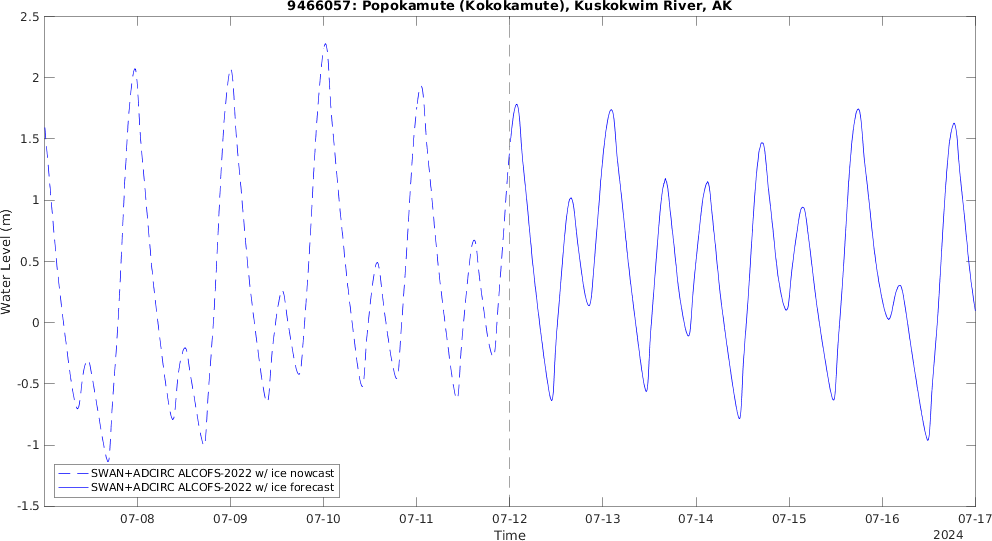 9466057: Popokamute (Kokokamute), Kuskokwim River, AK
2.5
2
1.5
1
0.5
0
-0.5
-1
-1.5
Water Level (m)
SWAN+ADCIRC ALCOFS-2022 w/ ice nowcast
SWAN+ADCIRC ALCOFS-2022 w/ ice forecast
07-08 07-09 07-10 07-11 07-12 07-13 07-14 07-15 07-16 07-17
Time
2024